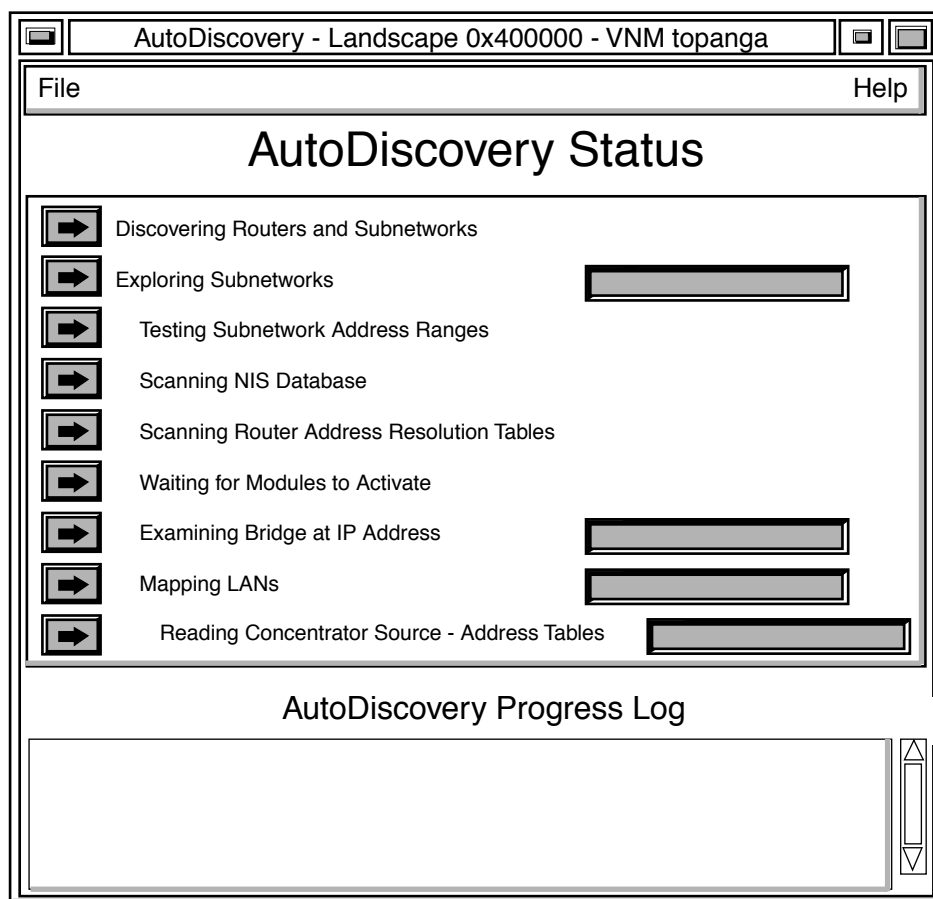 AutoDiscovery - Landscape 0x400000 - VNM topanga
File Help
AutoDiscovery Status
Discovering Routers and Subnetworks
Exploring Subnetworks
Testing Subnetwork Address Ranges
Scanning NIS Database
Scanning Router Address Resolution Tables
Waiting for Modules to Activate
Examining Bridge at IP Address
Mapping LANs
Reading Concentrator Source - Address Tables
AutoDiscovery Progress Log